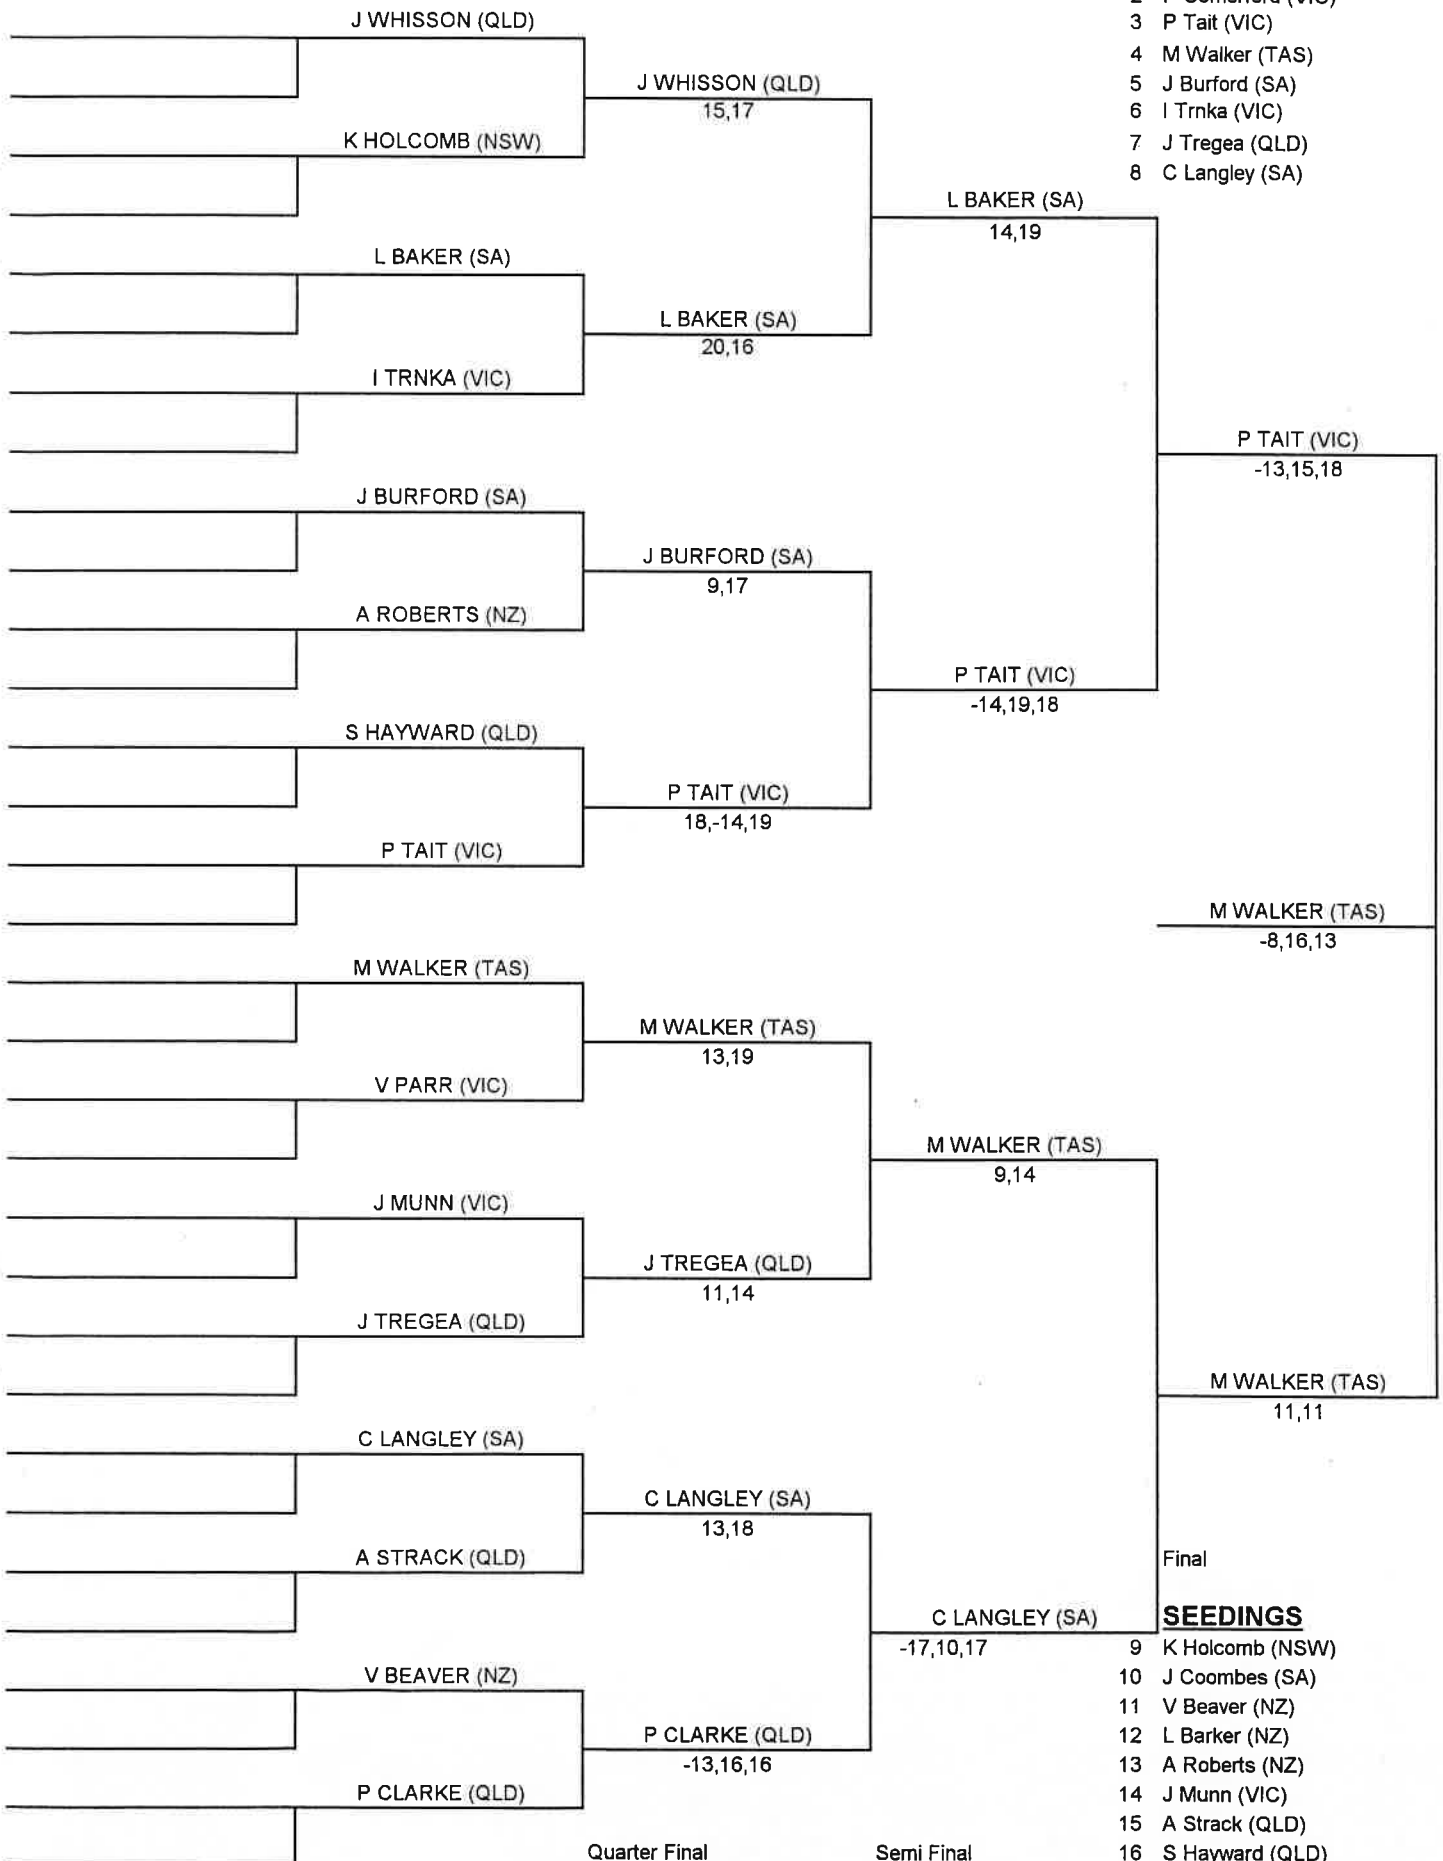 3 P Tait (VIC)
4 M Walker (TAS)
5 J Burford (SA)
6 I Trnka (VIC)
7 J Tregea (QLD)
8 C Langley (SA)
J WHISSON (QLD)
J WHISSON (QLD)
15,17
K HOLCOMB (NSW)
L BAKER (SA)
14,19
L BAKER (SA)
L BAKER (SA)
20,16
I TRNKA (VIC)
P TAIT (VIC)
-13,15,18
J BURFORD (SA)
J BURFORD (SA)
9,17
A ROBERTS (NZ)
P TAIT (VIC)
-14,19,18
S HAYWARD (QLD)
P TAIT (VIC)
18,-14,19
P TAIT (VIC)
M WALKER (TAS)
-8,16,13
M WALKER (TAS)
M WALKER (TAS)
13,19
V PARR (VIC)
M WALKER (TAS)
9,14
J MUNN (VIC)
J TREGEA (QLD)
11,14
J TREGEA (QLD)
M WALKER (TAS)
11,11
C LANGLEY (SA)
C LANGLEY (SA)
13,18
A STRACK (QLD)
Final
C LANGLEY (SA)
-17,10,17
SEEDINGS
9 K Holcomb (NSW)
10 J Coombes (SA)
11 V Beaver (NZ)
12 L Barker (NZ)
13 A Roberts (NZ)
14 J Munn (VIC)
15 A Strack (QLD)
16 S Hayward (QLD)
V BEAVER (NZ)
P CLARKE (QLD)
-13,16,16
P CLARKE (QLD)
Quarter Final
Semi Final